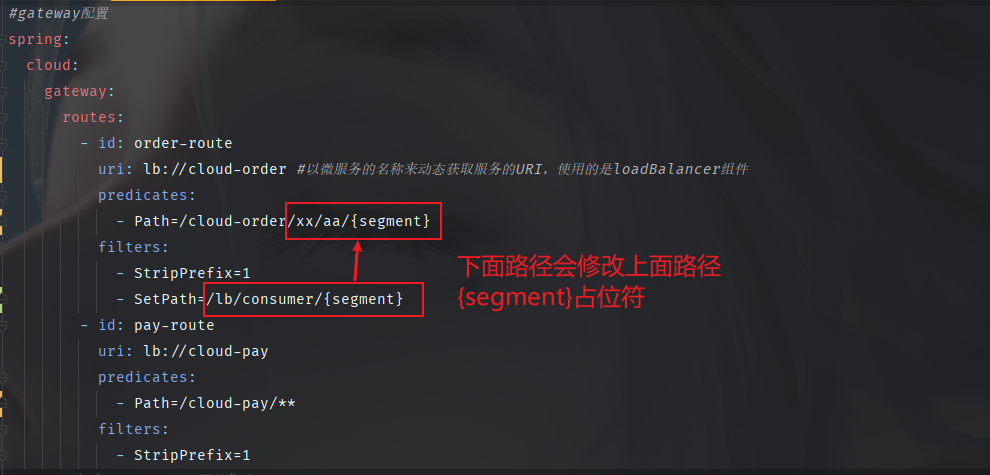 #gateway配置
spring:
cloud:
gateway:
routes:
- id: order-route
uri: lb://cloud-order #以微服务的名称来动态获取服务的URI，使用的是loadBalancer组件
predicates:
- Path=/cloud-order/xx/aa/{segment}
filters:
- StripPrefix=1
- SetPath=/lb/consumer/{segment}
下面路径会修改上面路径
{segment}占位符
- id: pay-route
uri: lb://cloud-pay
predicates:
- Path=/cloud-pay/**
filters:
- StripPrefix=1